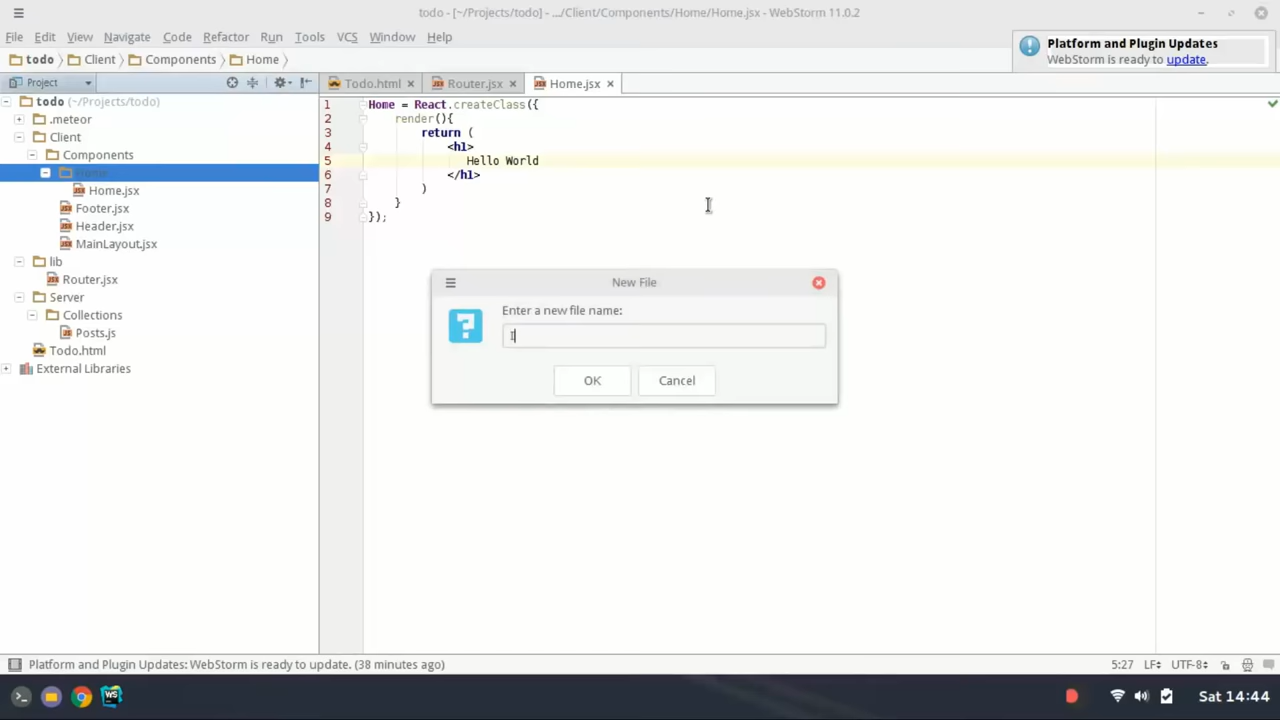 todo - [~/Projects/todo] - .../Client/Components/Home/Home.jsx - WebStorm 11.0.2
File Edit View Navigate Code Refactor Run Tools VCS Window Help
todo Client Components Home
Platform and Plugin Updates
WebStorm is ready to update.
Project
Todo.html Router.jsx Home.jsx
todo (~/Projects/todo)
.meteor
Client
Components
Home
Home.jsx
Footer.jsx
Header.jsx
MainLayout.jsx
lib
Router.jsx
Server
Collections
Posts.js
Todo.html
External Libraries
1 Home = React.createClass({
2 render(){
3 return (
4 <h1>
5 Hello World
6 </h1>
7 )
8 }
9 });
New File
Enter a new file name:
OK Cancel
Platform and Plugin Updates: WebStorm is ready to update. (38 minutes ago)
5:27 LF UTF-8
WS
Sat 14:44